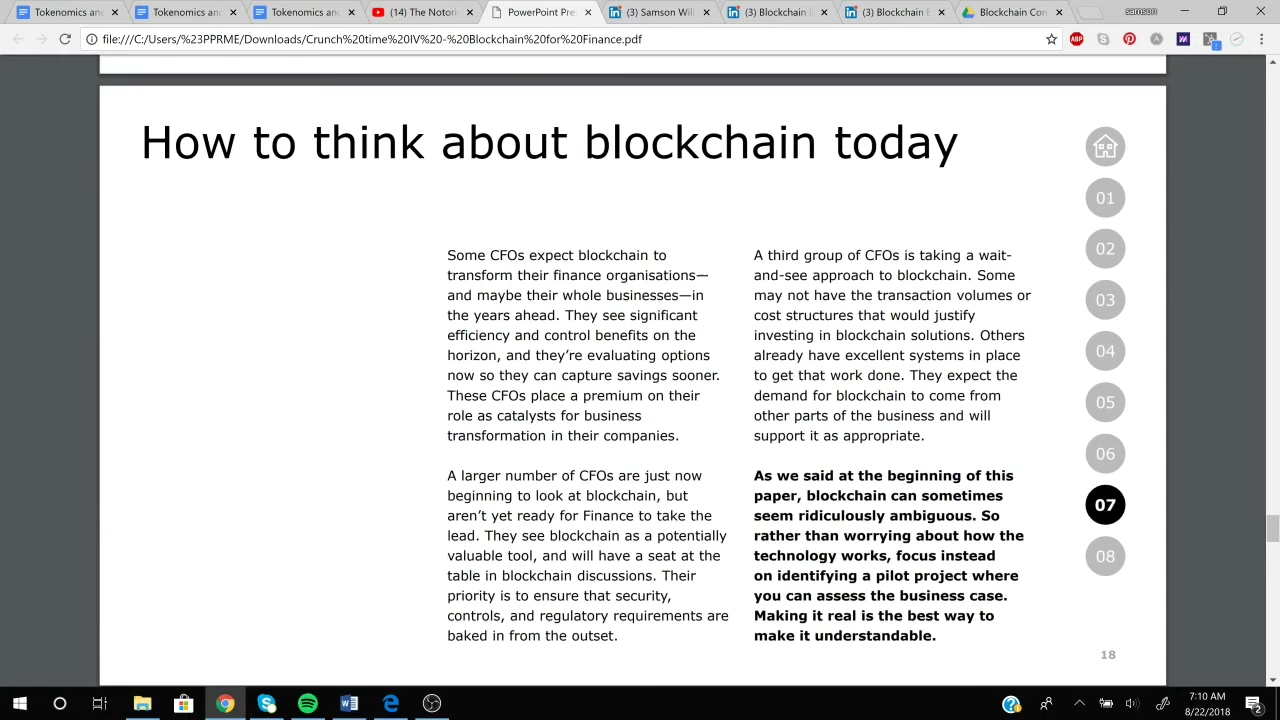 Tokenomics and
Tokenomics and
Tokenomics and
(14) The Notor
PowerPoint Pre
(3) Samson Wil
(3) Blockchain
(3) Blockchain
Blockchain Con
samson
file:///C:/Users/%23PPRME/Downloads/Crunch%20time%20IV%20-%20Blockchain%20for%20Finance.pdf
How to think about blockchain today
Some CFOs expect blockchain to
transform their finance organisations—
and maybe their whole businesses—in
the years ahead. They see significant
efficiency and control benefits on the
horizon, and they're evaluating options
now so they can capture savings sooner.
These CFOs place a premium on their
role as catalysts for business
transformation in their companies.
A larger number of CFOs are just now
beginning to look at blockchain, but
aren't yet ready for Finance to take the
lead. They see blockchain as a potentially
valuable tool, and will have a seat at the
table in blockchain discussions. Their
priority is to ensure that security,
controls, and regulatory requirements are
baked in from the outset.
A third group of CFOs is taking a wait-
and-see approach to blockchain. Some
may not have the transaction volumes or
cost structures that would justify
investing in blockchain solutions. Others
already have excellent systems in place
to get that work done. They expect the
demand for blockchain to come from
other parts of the business and will
support it as appropriate.
As we said at the beginning of this
paper, blockchain can sometimes
seem ridiculously ambiguous. So
rather than worrying about how the
technology works, focus instead
on identifying a pilot project where
you can assess the business case.
Making it real is the best way to
make it understandable.
01
02
03
04
05
06
07
08
18
7:10 AM
8/22/2018